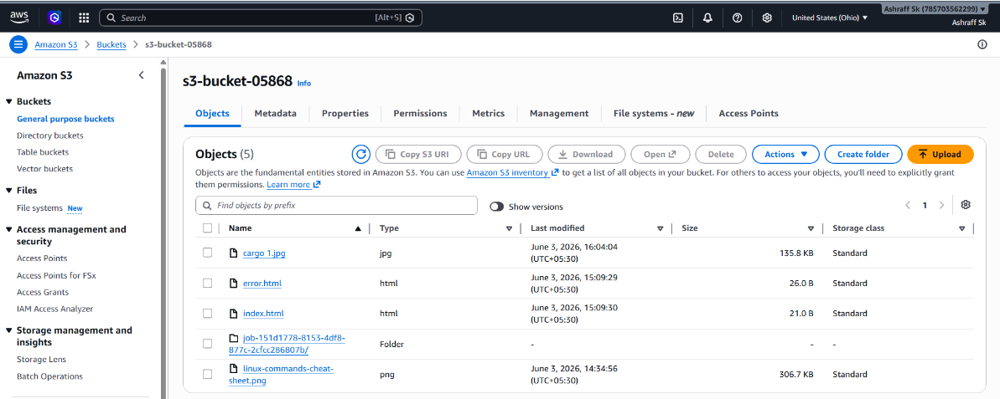 aws
Search
[Alt+S]
United States (Ohio)
Ashraff Sk (785703562299)
Ashraff Sk
Amazon S3
Buckets
s3-bucket-05868
Amazon S3
Buckets
General purpose buckets
Directory buckets
Table buckets
Vector buckets
Files
File systems New
Access management and
security
Access Points
Access Points for FSx
Access Grants
IAM Access Analyzer
Storage management and
insights
Storage Lens
Batch Operations
s3-bucket-05868 Info
Objects
Metadata
Properties
Permissions
Metrics
Management
File systems - new
Access Points
Objects (5)
Copy S3 URI
Copy URL
Download
Open
Delete
Actions
Create folder
Upload
Objects are the fundamental entities stored in Amazon S3. You can use Amazon S3 inventory to get a list of all objects in your bucket. For others to access your objects, you'll need to explicitly grant
them permissions. Learn more
Find objects by prefix
Show versions
1
Name Type Last modified Size Storage class
cargo 1.jpg jpg June 3, 2026, 16:04:04 135.8 KB Standard
(UTC+05:30)
error.html html June 3, 2026, 15:09:29 26.0 B Standard
(UTC+05:30)
index.html html June 3, 2026, 15:09:30 21.0 B Standard
(UTC+05:30)
job-151d1778-8153-4df8- Folder - - -
877c-2cfcc286807b/
linux-commands-cheat- png June 3, 2026, 14:34:56 306.7 KB Standard
sheet.png (UTC+05:30)